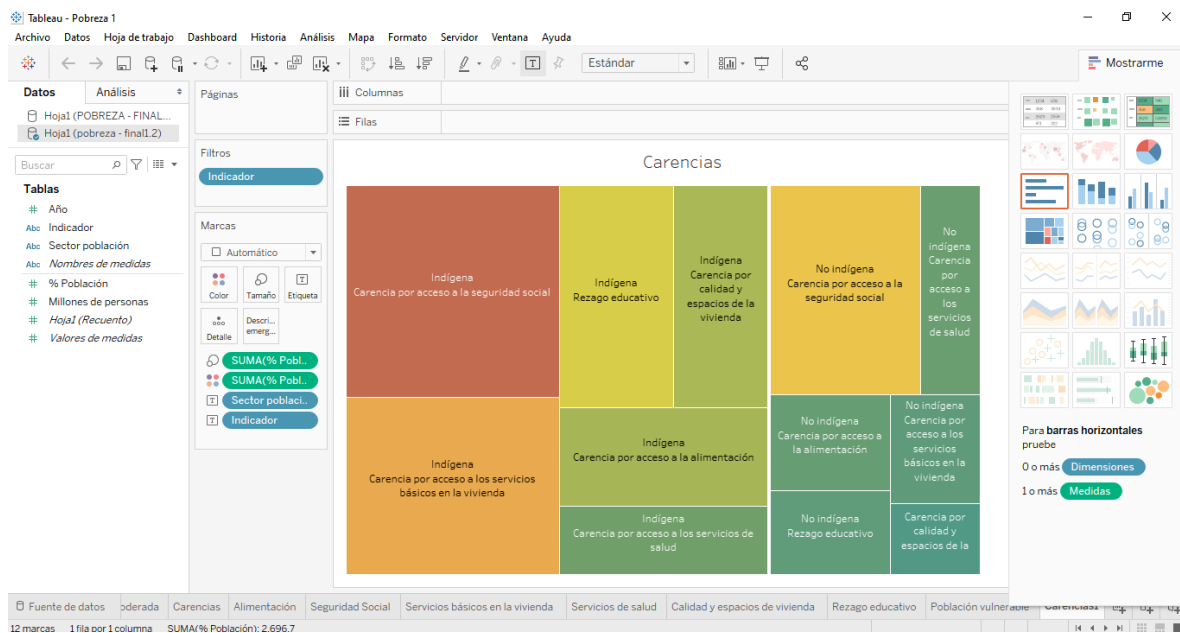 Tableau - Pobreza 1
Archivo Datos Hoja de trabajo Dashboard Historia Análisis Mapa Formato Servidor Ventana Ayuda
Estándar
Mostrarme
Datos
Análisis
Hoja1 (POBREZA - FINAL...
Hoja1 (pobreza - final1.2)
Buscar
Tablas
# Año
Abc Indicador
Abc Sector población
Abc Nombres de medidas
# % Población
# Millones de personas
# Hoja1 (Recuento)
# Valores de medidas
Páginas
Filtros
Indicador
Marcas
Automático
Color
Tamaño
Etiqueta
Detalle
Descri...
emerg...
SUMA(% Pobl..
SUMA(% Pobl..
Sector poblaci..
Indicador
Columnas
Filas
Carencias
Indígena
Carencia por acceso a la seguridad social
Indígena
Carencia por acceso a los servicios
básicos en la vivienda
Indígena
Rezago educativo
Indígena
Carencia por
calidad y
espacios de la
vivienda
Indígena
Carencia por acceso a la alimentación
Indígena
Carencia por acceso a los servicios de
salud
No indígena
Carencia por acceso a la
seguridad social
No
indígena
Carencia
por
acceso a
los
servicios
de salud
No indígena
Carencia por acceso a
la alimentación
No indígena
Carencia por
acceso a los
servicios
básicos en la
vivienda
No indígena
Rezago educativo
Carencia por
calidad y
espacios de la
Para barras horizontales
pruebe
0 o más Dimensiones
1 o más Medidas
Fuente de datos
oderada
Carencias
Alimentación
Seguridad Social
Servicios básicos en la vivienda
Servicios de salud
Calidad y espacios de vivienda
Rezago educativo
Población vulnerable
Carencias1
12 marcas 1 fila por 1 columna SUMA(% Población): 2,696.7